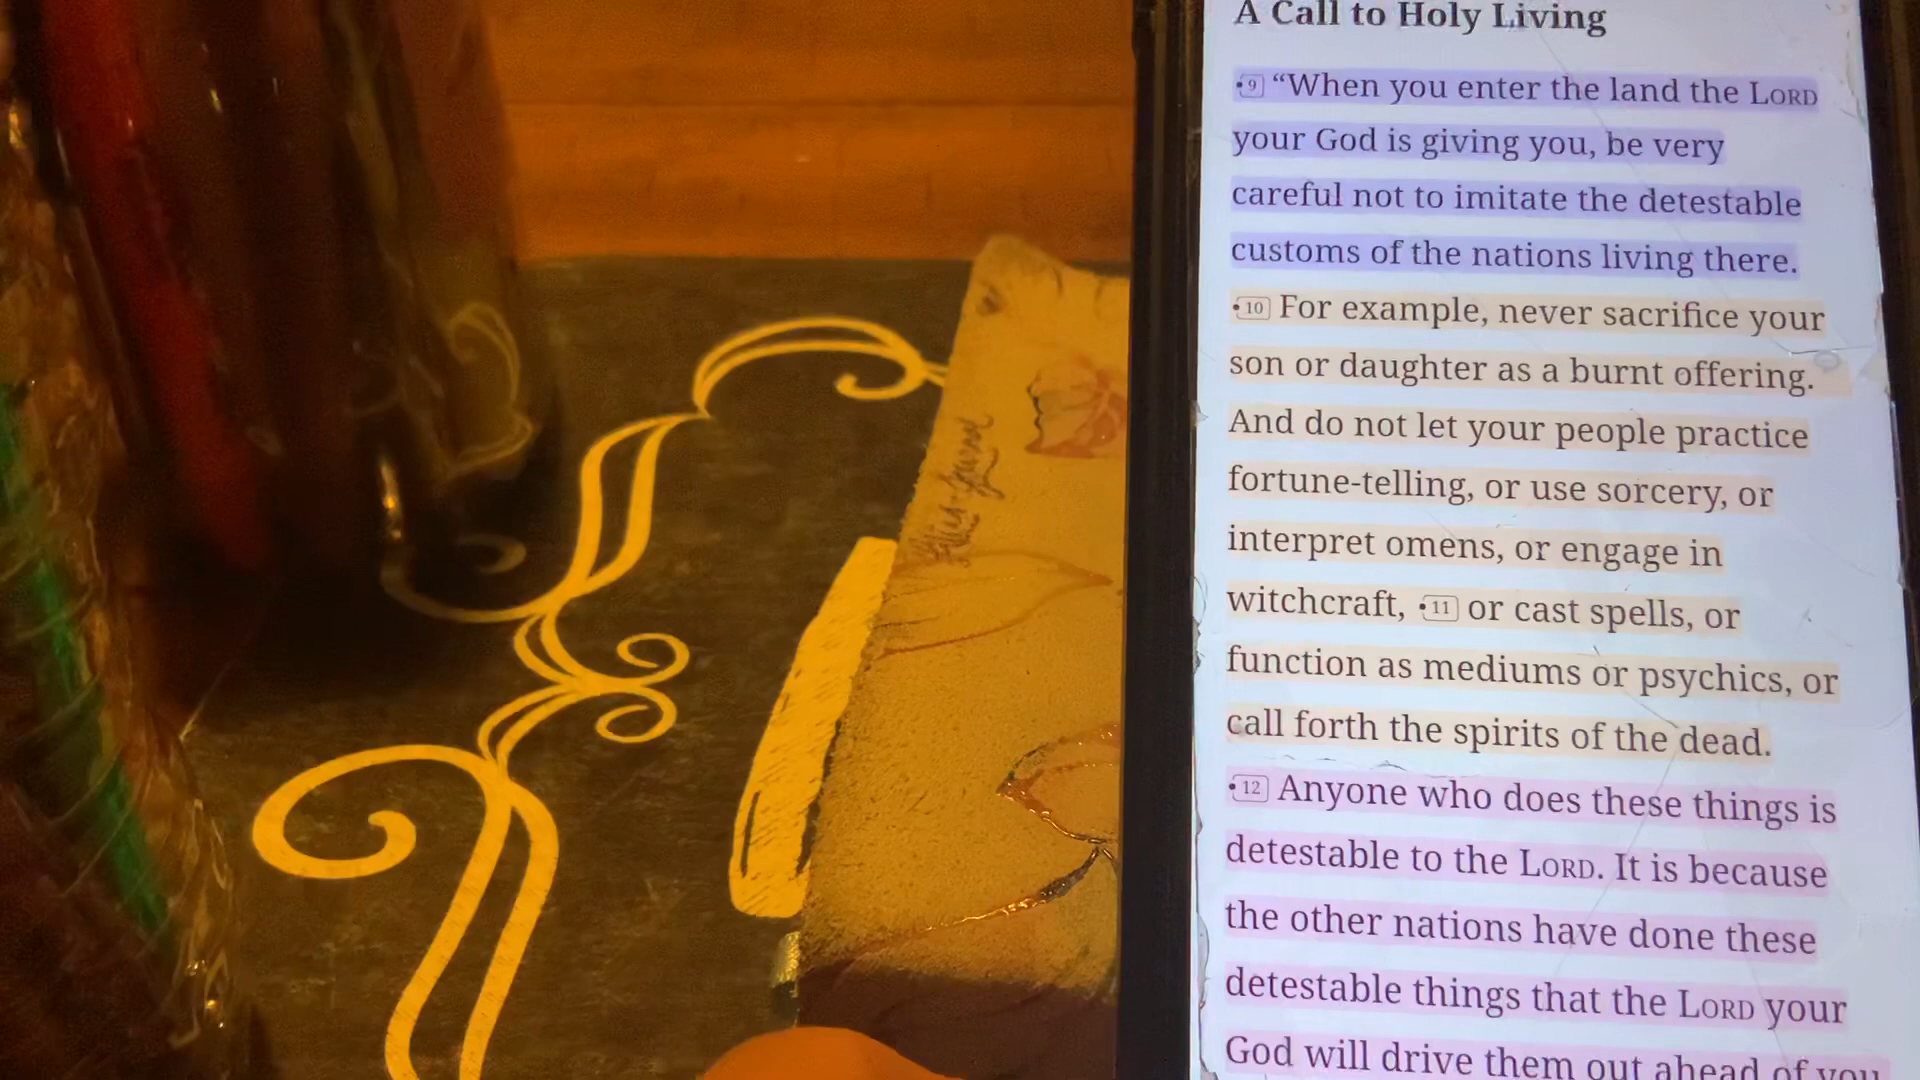 A Call to Holy Living
•9 “When you enter the land the LORD
your God is giving you, be very
careful not to imitate the detestable
customs of the nations living there.
•10 For example, never sacrifice your
son or daughter as a burnt offering.
And do not let your people practice
fortune-telling, or use sorcery, or
interpret omens, or engage in
witchcraft, •11 or cast spells, or
function as mediums or psychics, or
call forth the spirits of the dead.
•12 Anyone who does these things is
detestable to the LORD. It is because
the other nations have done these
detestable things that the LORD your
God will drive them out ahead of you